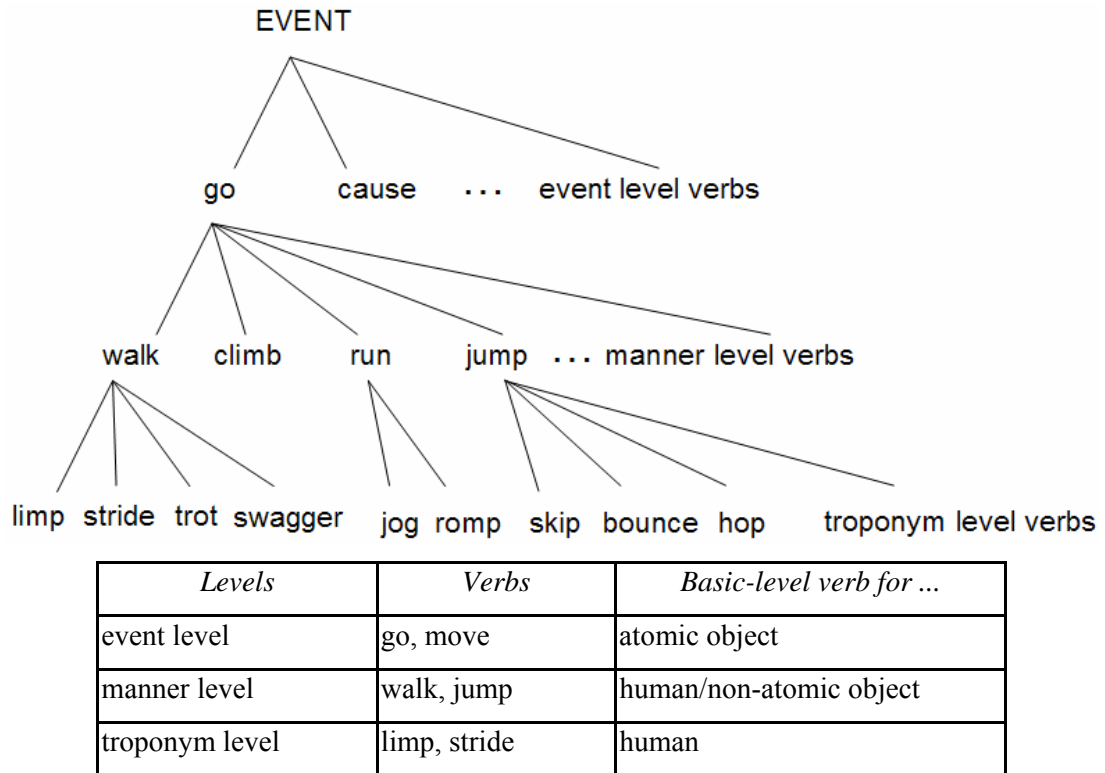 EVENT
go cause ... event level verbs
walk climb run jump ... manner level verbs
limp stride trot swagger jog romp skip bounce hop troponym level verbs
Levels Verbs Basic-level verb for ...
event level go, move atomic object
manner level walk, jump human/non-atomic object
troponym level limp, stride human